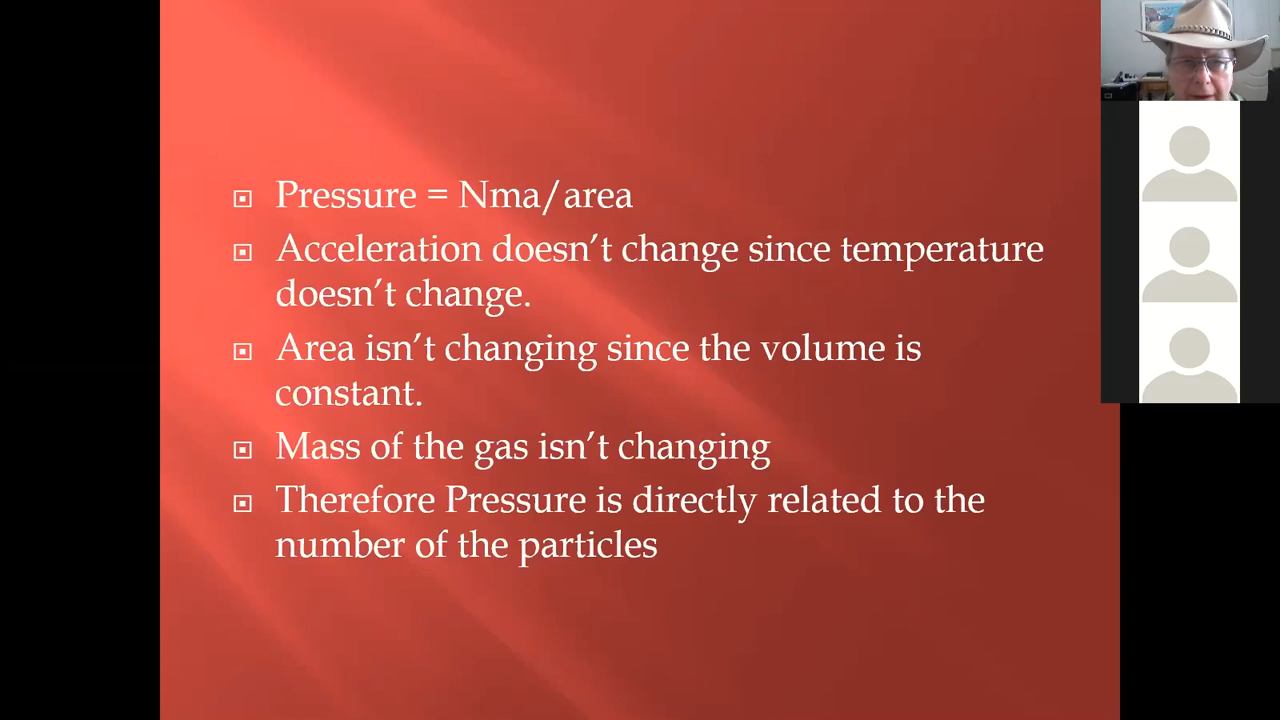 Pressure = Nma/area
Acceleration doesn’t change since temperature
doesn’t change.
Area isn’t changing since the volume is
constant.
Mass of the gas isn’t changing
Therefore Pressure is directly related to the
number of the particles